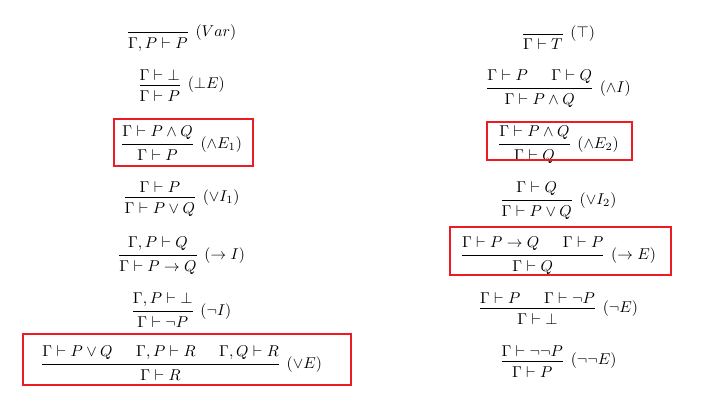 Γ, P ⊢ P (Var)
Γ ⊢ T (⊤)
Γ ⊢ ⊥
Γ ⊢ P (⊥E)
Γ ⊢ P Γ ⊢ Q
Γ ⊢ P ∧ Q (∧I)
Γ ⊢ P ∧ Q
Γ ⊢ P (∧E₁)
Γ ⊢ P ∧ Q
Γ ⊢ Q (∧E₂)
Γ ⊢ P
Γ ⊢ P ∨ Q (∨I₁)
Γ ⊢ Q
Γ ⊢ P ∨ Q (∨I₂)
Γ, P ⊢ Q
Γ ⊢ P → Q (→ I)
Γ ⊢ P → Q Γ ⊢ P
Γ ⊢ Q (→ E)
Γ, P ⊢ ⊥
Γ ⊢ ¬P (¬I)
Γ ⊢ P Γ ⊢ ¬P
Γ ⊢ ⊥ (¬E)
Γ ⊢ P ∨ Q Γ, P ⊢ R Γ, Q ⊢ R
Γ ⊢ R (∨E)
Γ ⊢ ¬¬P
Γ ⊢ P (¬¬E)